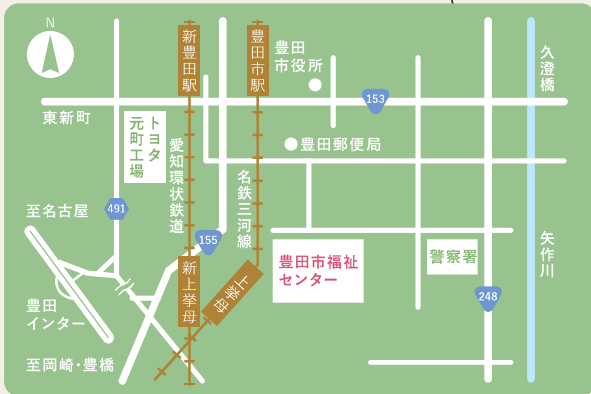 N
新豊田駅
豊田市駅
豊田
市役所
久澄橋
153
東新町
トヨタ
元町工場
愛知環状鉄道
豊田郵便局
名鉄三河線
491
至名古屋
155
豊田市福祉
センター
警察署
矢作川
新上挙母
上挙母
248
豊田
インター
至岡崎・豊橋